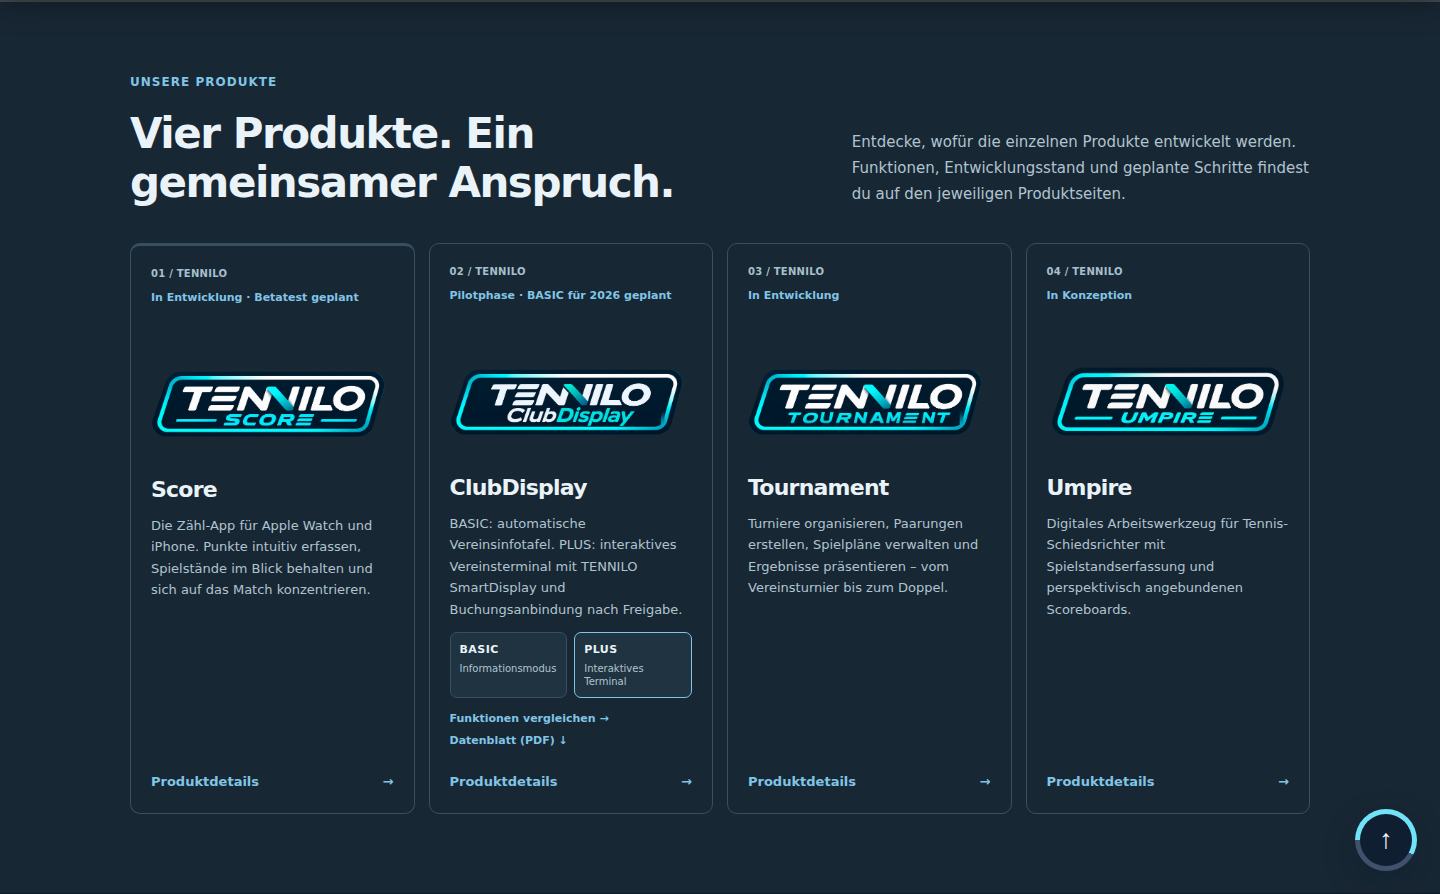 UNSERE PRODUKTE
Vier Produkte. Ein
gemeinsamer Anspruch.
Entdecke, wofür die einzelnen Produkte entwickelt werden.
Funktionen, Entwicklungsstand und geplante Schritte findest
du auf den jeweiligen Produktseiten.
01 / TENNILO
In Entwicklung · Betatest geplant
TENNILO
SCORE
Score
Die Zähl-App für Apple Watch und
iPhone. Punkte intuitiv erfassen,
Spielstände im Blick behalten und
sich auf das Match konzentrieren.
Produktdetails →
02 / TENNILO
Pilotphase · BASIC für 2026 geplant
TENNILO
ClubDisplay
ClubDisplay
BASIC: automatische
Vereinsinfotafel. PLUS: interaktives
Vereinsterminal mit TENNILO
SmartDisplay und
Buchungsanbindung nach Freigabe.
BASIC
Informationsmodus
PLUS
Interaktives
Terminal
Funktionen vergleichen →
Datenblatt (PDF) ↓
Produktdetails →
03 / TENNILO
In Entwicklung
TENNILO
TOURNAMENT
Tournament
Turniere organisieren, Paarungen
erstellen, Spielpläne verwalten und
Ergebnisse präsentieren – vom
Vereinsturnier bis zum Doppel.
Produktdetails →
04 / TENNILO
In Konzeption
TENNILO
UMPIRE
Umpire
Digitales Arbeitswerkzeug für Tennis-
Schiedsrichter mit
Spielstandserfassung und
perspektivisch angebundenen
Scoreboards.
Produktdetails →
↑